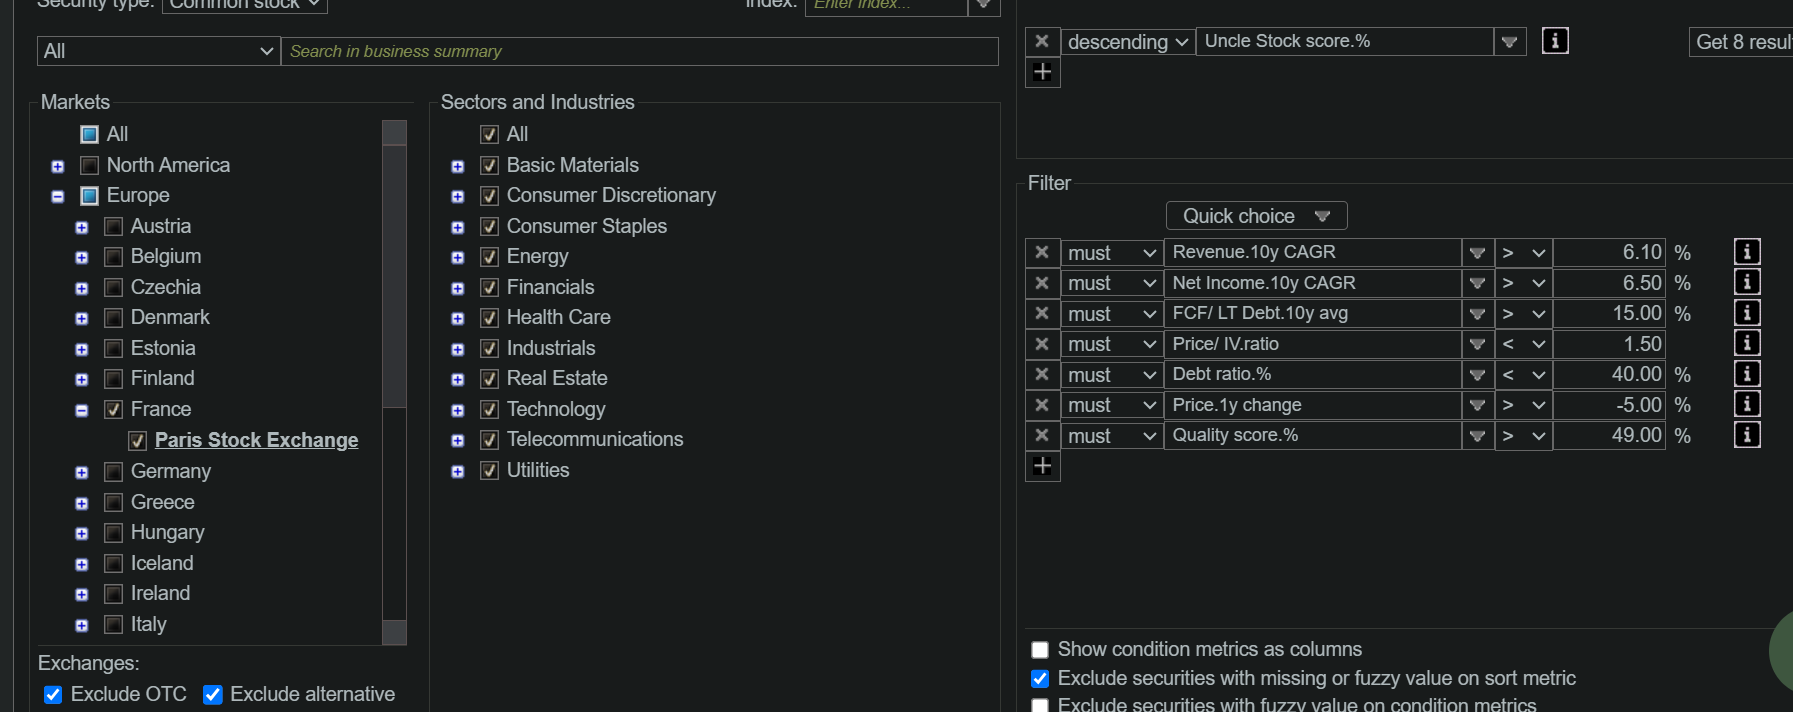 Security type: Common stock
Index: Enter index...
All Search in business summary
Markets
All
North America
Europe
Austria
Belgium
Czechia
Denmark
Estonia
Finland
France
Paris Stock Exchange
Germany
Greece
Hungary
Iceland
Ireland
Italy
Exchanges:
Exclude OTC Exclude alternative
Sectors and Industries
All
Basic Materials
Consumer Discretionary
Consumer Staples
Energy
Financials
Health Care
Industrials
Real Estate
Technology
Telecommunications
Utilities
descending Uncle Stock score.% Get 8 resul
Filter
Quick choice
must Revenue.10y CAGR > 6.10 %
must Net Income.10y CAGR > 6.50 %
must FCF/ LT Debt.10y avg > 15.00 %
must Price/ IV.ratio < 1.50
must Debt ratio.% < 40.00 %
must Price.1y change > -5.00 %
must Quality score.% > 49.00 %
Show condition metrics as columns
Exclude securities with missing or fuzzy value on sort metric
Exclude securities with fuzzy value on condition metrics